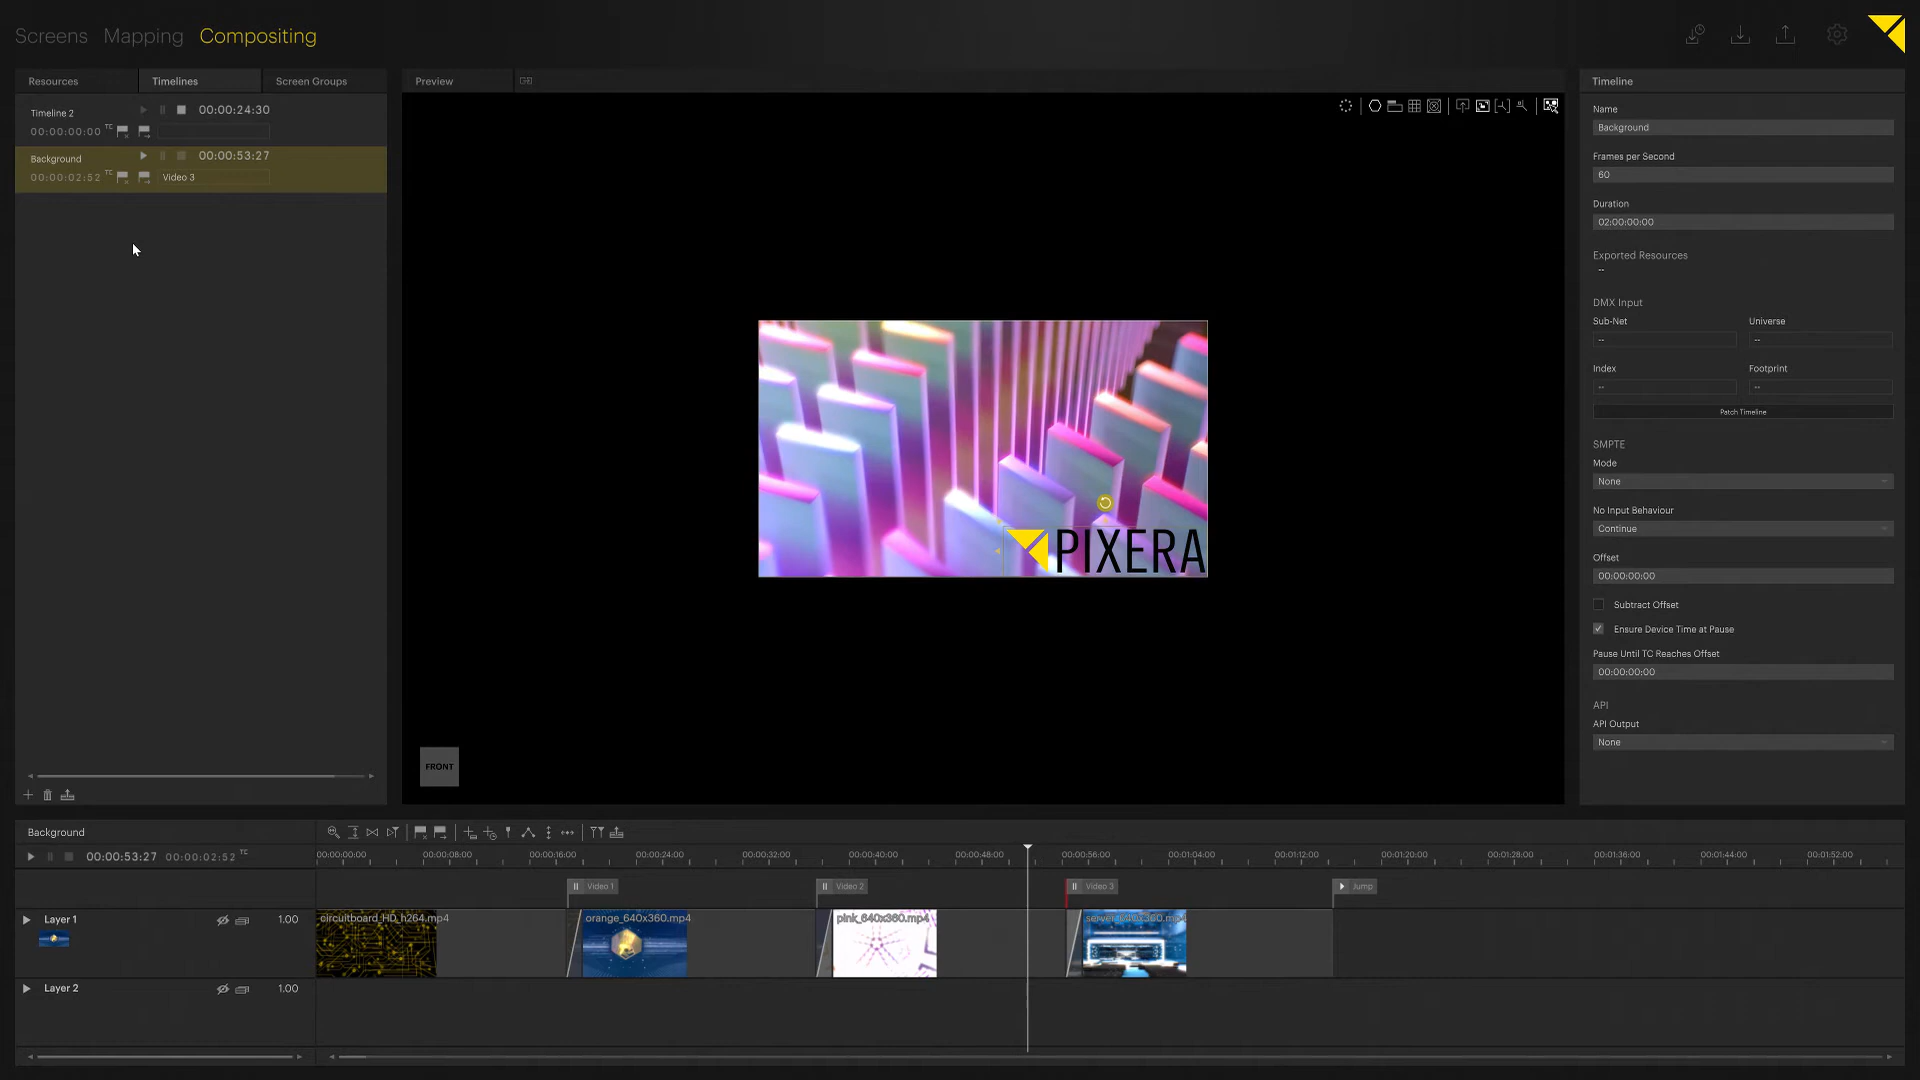 Screens Mapping Compositing
Resources Timelines Screen Groups
Timeline 2
00:00:24:30
00:00:00:00 TC
Background
00:00:53:27
00:00:02:52 TC
Video 3
Preview
PIXERA
FRONT
Timeline
Name
Background
Frames per Second
60
Duration
02:00:00:00
Exported Resources
--
DMX Input
Sub-Net Universe
-- --
Index Footprint
-- --
Patch Timeline
SMPTE
Mode
None
No Input Behaviour
Continue
Offset
00:00:00:00
Subtract Offset
Ensure Device Time at Pause
Pause Until TC Reaches Offset
00:00:00:00
API
API Output
None
Background
00:00:53:27 00:00:02:52 TC
00:00:00:00 00:00:08:00 00:00:16:00 00:00:24:00 00:00:32:00 00:00:40:00 00:00:48:00 00:00:56:00 00:01:04:00 00:01:12:00 00:01:20:00 00:01:28:00 00:01:36:00 00:01:44:00 00:01:52:00
Video 1 Video 2 Video 3 Jump
Layer 1 1.00
circuitboard_HD_h264.mp4 orange_640x360.mp4 pink_640x360.mp4 server_640x360.mp4
Layer 2 1.00